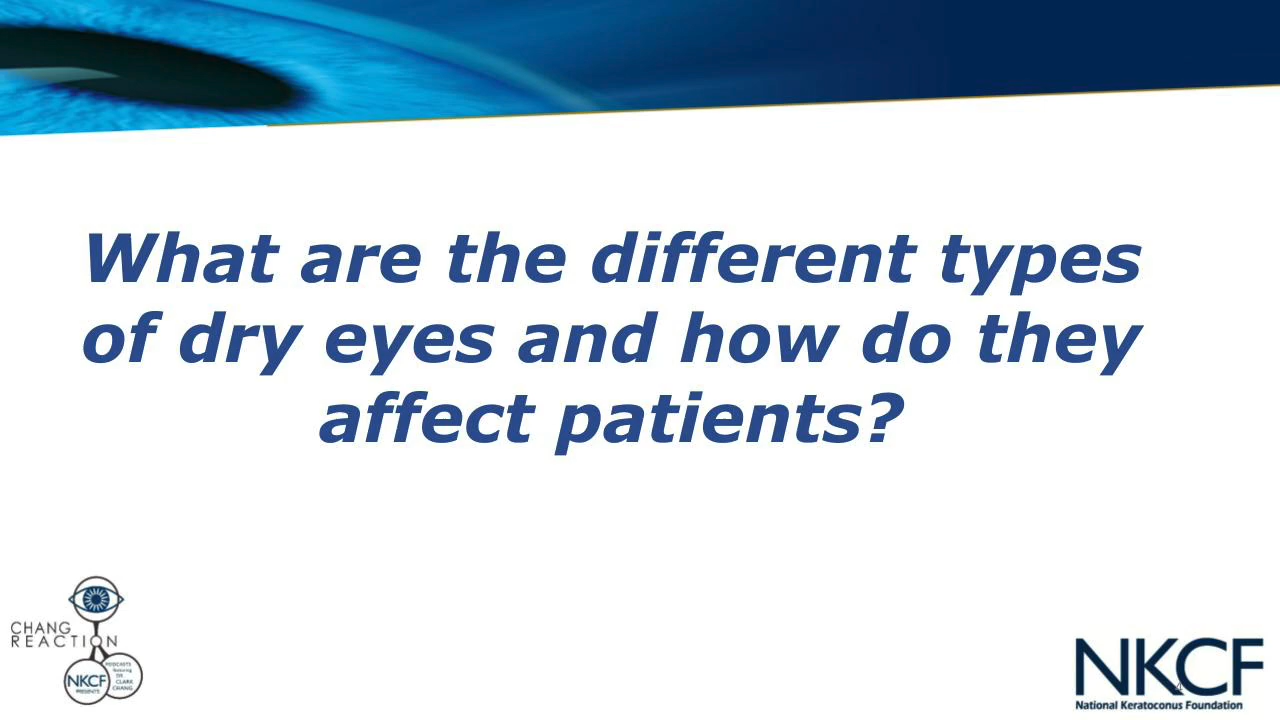 What are the different types
of dry eyes and how do they
affect patients?
CHANG
REACTION
NKCF
PRESENTS
PODCASTS
featuring
DR
CLARK
CHANG
NKCF
National Keratoconus Foundation